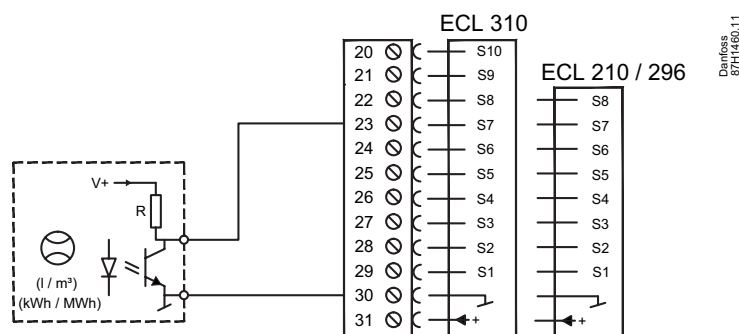 ECL 310
ECL 210 / 296
Danfoss
87H1460.11
20 S10
21 S9
22 S8 S8
23 S7 S7
24 S6 S6
25 S5 S5
26 S4 S4
27 S3 S3
28 S2 S2
29 S1 S1
30
31 + +
V+
R
(l / m³)
(kWh / MWh)